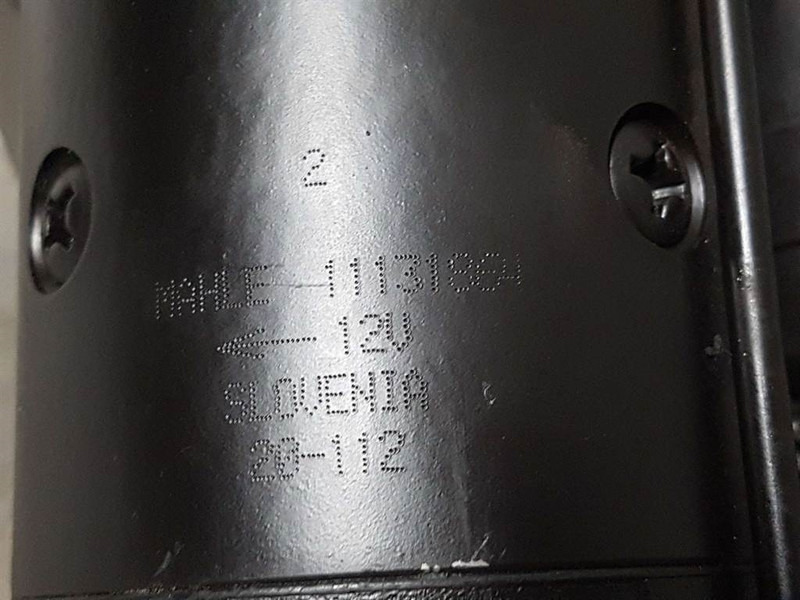 2
MAHLE 11131864
← 12V
SLOVENIA
20-112